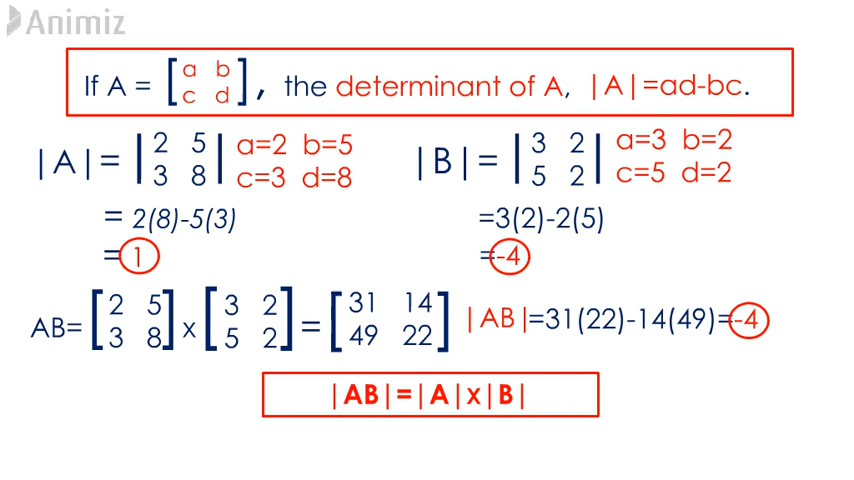 Animiz
If A = [a b
c d], the determinant of A, |A|=ad-bc.
|A|= |2 5
3 8| a=2 b=5
c=3 d=8
= 2(8)-5(3)
=1
|B|= |3 2
5 2| a=3 b=2
c=5 d=2
=3(2)-2(5)
=-4
AB= [2 5
3 8] x [3 2
5 2] = [31 14
49 22] |AB|=31(22)-14(49)=-4
|AB|=|A|x|B|